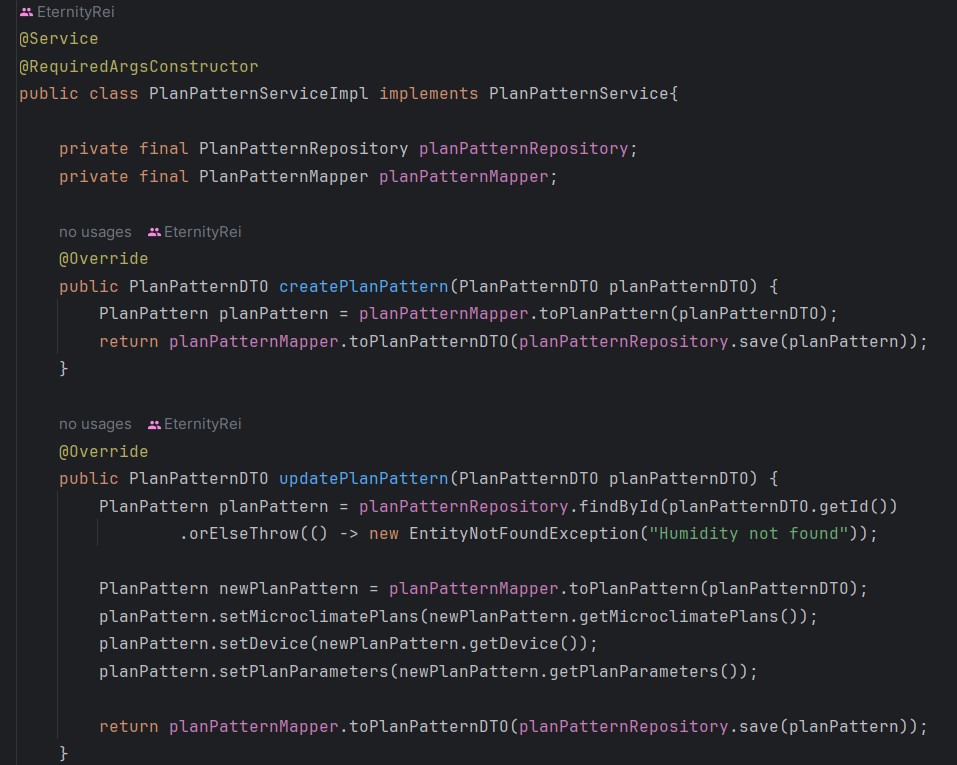 EternityRei
@Service
@RequiredArgsConstructor
public class PlanPatternServiceImpl implements PlanPatternService{
private final PlanPatternRepository planPatternRepository;
private final PlanPatternMapper planPatternMapper;
no usages EternityRei
@Override
public PlanPatternDTO createPlanPattern(PlanPatternDTO planPatternDTO) {
PlanPattern planPattern = planPatternMapper.toPlanPattern(planPatternDTO);
return planPatternMapper.toPlanPatternDTO(planPatternRepository.save(planPattern));
}
no usages EternityRei
@Override
public PlanPatternDTO updatePlanPattern(PlanPatternDTO planPatternDTO) {
PlanPattern planPattern = planPatternRepository.findById(planPatternDTO.getId())
.orElseThrow(() -> new EntityNotFoundException("Humidity not found"));
PlanPattern newPlanPattern = planPatternMapper.toPlanPattern(planPatternDTO);
planPattern.setMicroclimatePlans(newPlanPattern.getMicroclimatePlans());
planPattern.setDevice(newPlanPattern.getDevice());
planPattern.setPlanParameters(newPlanPattern.getPlanParameters());
return planPatternMapper.toPlanPatternDTO(planPatternRepository.save(planPattern));
}